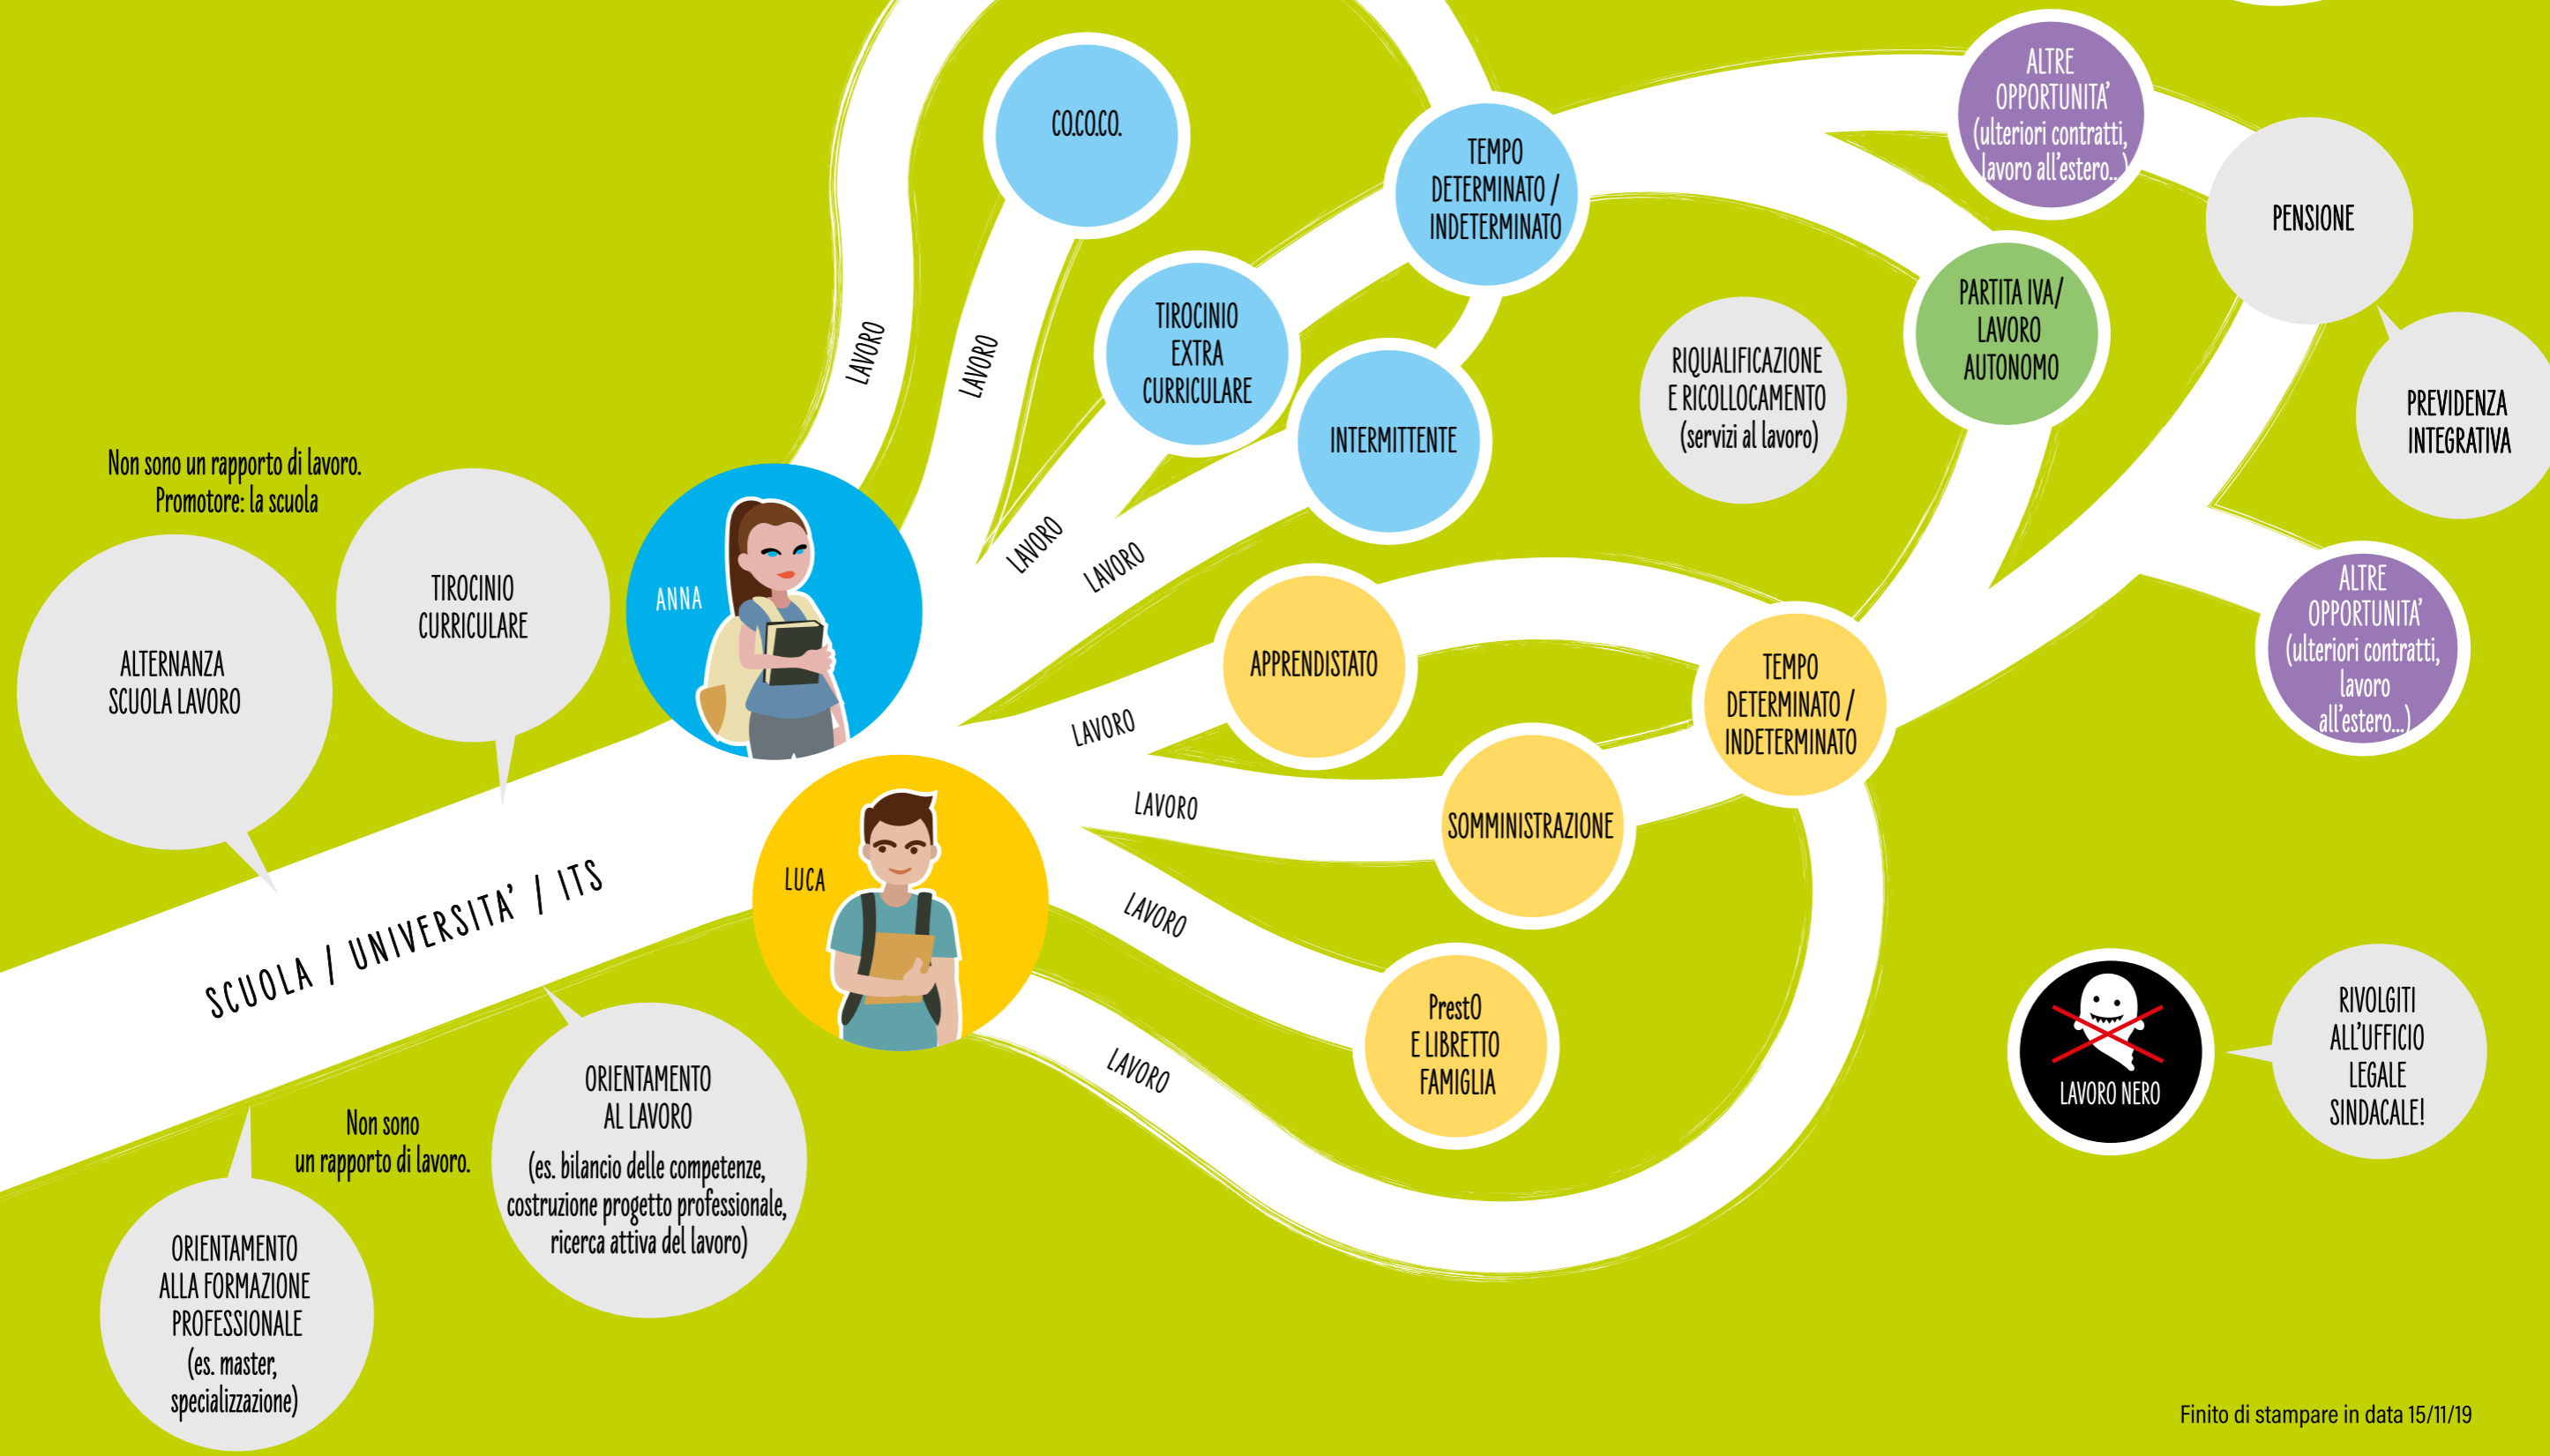 ALTRE
OPPORTUNITA'
(ulteriori contratti,
lavoro all'estero...)
CO.CO.CO.
TEMPO
DETERMINATO /
INDETERMINATO
PENSIONE
TIROCINIO
EXTRA
CURRICULARE
PARTITA IVA/
LAVORO
AUTONOMO
LAVORO
LAVORO
RIQUALIFICAZIONE
E RICOLLOCAMENTO
(servizi al lavoro)
INTERMITTENTE
PREVIDENZA
INTEGRATIVA
Non sono un rapporto di lavoro.
Promotore: la scuola
LAVORO
LAVORO
TIROCINIO
CURRICULARE
ANNA
ALTERNANZA
SCUOLA LAVORO
APPRENDISTATO
TEMPO
DETERMINATO /
INDETERMINATO
ALTRE
OPPORTUNITA'
(ulteriori contratti,
lavoro
all'estero...)
LAVORO
LAVORO
SOMMINISTRAZIONE
LUCA
SCUOLA / UNIVERSITA' / ITS
LAVORO
PrestO
E LIBRETTO
FAMIGLIA
LAVORO
LAVORO NERO
RIVOLGITI
ALL'UFFICIO
LEGALE
SINDACALE!
Non sono
un rapporto di lavoro.
ORIENTAMENTO
AL LAVORO
(es. bilancio delle competenze,
costruzione progetto professionale,
ricerca attiva del lavoro)
ORIENTAMENTO
ALLA FORMAZIONE
PROFESSIONALE
(es. master,
specializzazione)
Finito di stampare in data 15/11/19